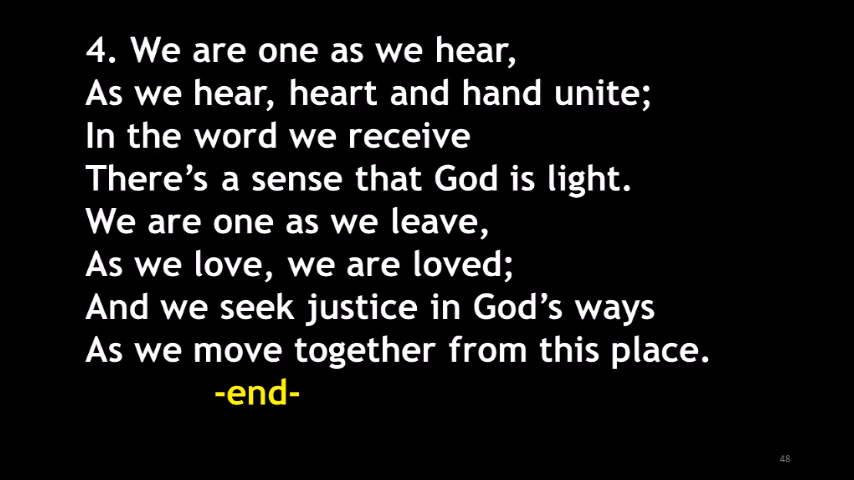 4. We are one as we hear,
As we hear, heart and hand unite;
In the word we receive
There’s a sense that God is light.
We are one as we leave,
As we love, we are loved;
And we seek justice in God’s ways
As we move together from this place.
-end-
48